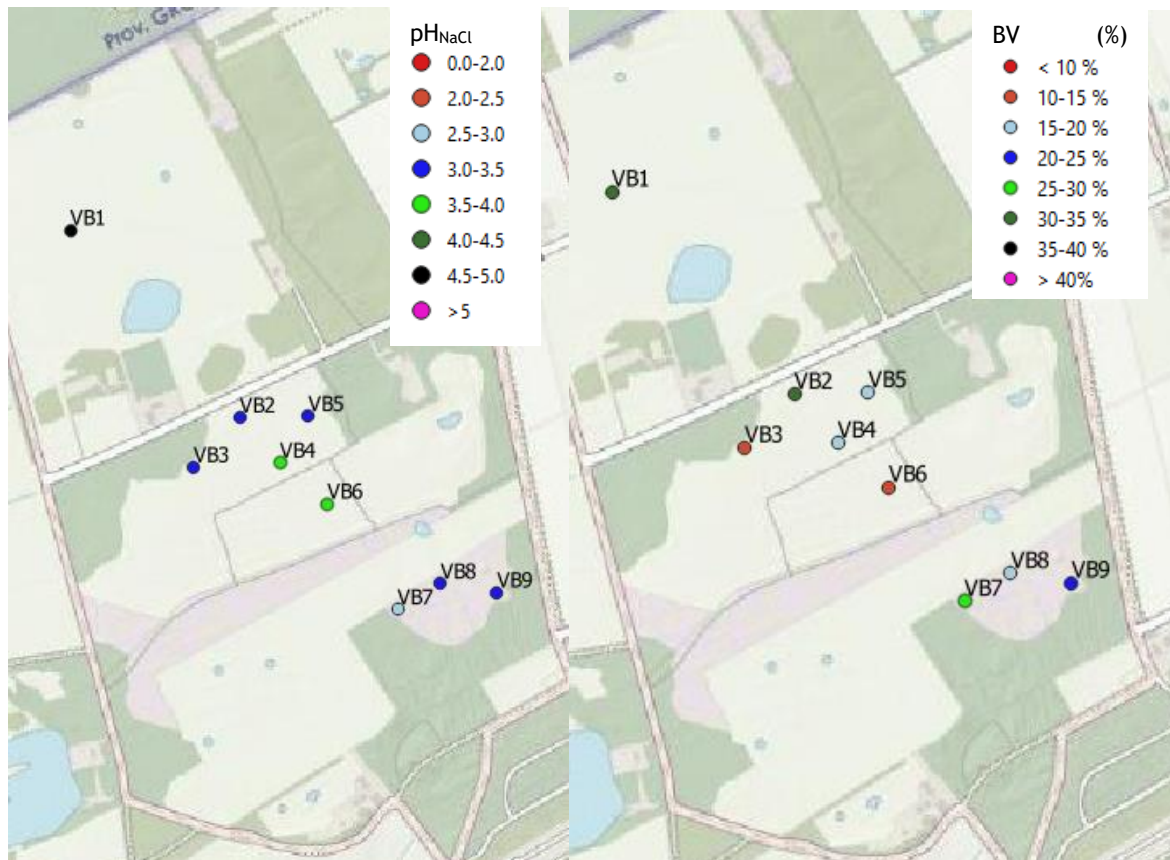 Prov. Gro
pHNaCl
0.0-2.0
2.0-2.5
2.5-3.0
3.0-3.5
3.5-4.0
4.0-4.5
4.5-5.0
>5
VB1
VB2
VB5
VB3
VB4
VB6
VB8
VB7
VB9
BV (%)
< 10 %
10-15 %
15-20 %
20-25 %
25-30 %
30-35 %
35-40 %
> 40%
VB1
VB2
VB5
VB3
VB4
VB6
VB8
VB7
VB9